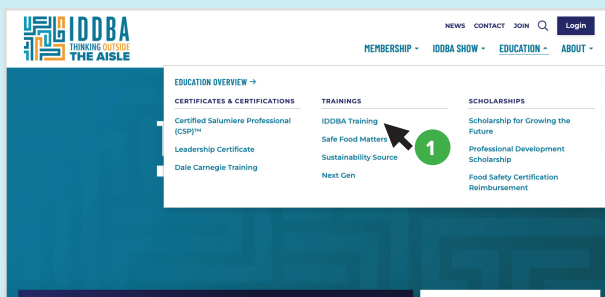 IDDBA
THINKING OUTSIDE
THE AISLE
NEWS CONTACT JOIN Login
MEMBERSHIP IDDBA SHOW EDUCATION ABOUT
EDUCATION OVERVIEW →
CERTIFICATES & CERTIFICATIONS
Certified Salumiere Professional
(CSP)™
Leadership Certificate
Dale Carnegie Training
TRAININGS
IDDBA Training
Safe Food Matters
Sustainability Source
Next Gen
1
SCHOLARSHIPS
Scholarship for Growing the
Future
Professional Development
Scholarship
Food Safety Certification
Reimbursement